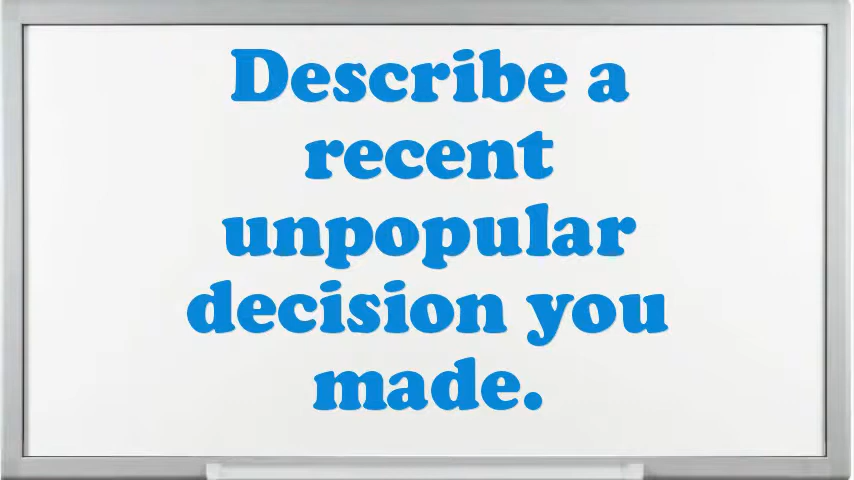 Describe a
recent
unpopular
decision you
made.